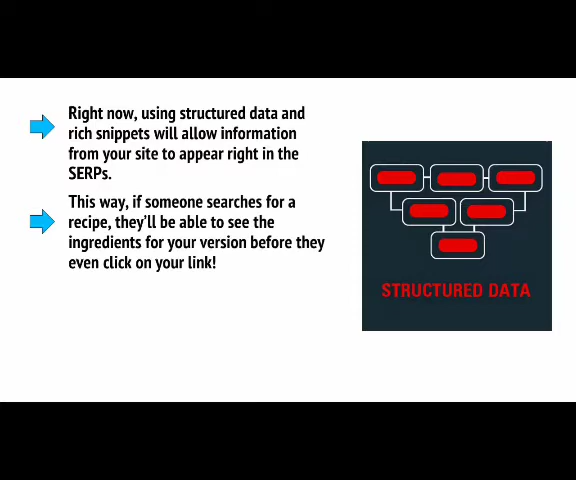 Right now, using structured data and
rich snippets will allow information
from your site to appear right in the
SERPs.
This way, if someone searches for a
recipe, they'll be able to see the
ingredients for your version before they
even click on your link!
STRUCTURED DATA